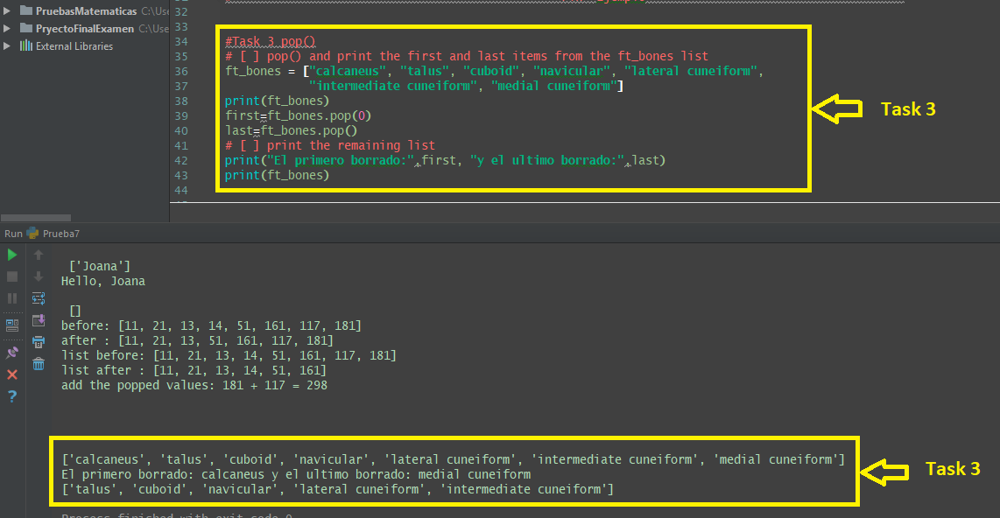 PruebasMatematicas C:\Use
PryectoFinalExamen C:\Use
External Libraries
32
33
34 #Task 3 pop()
35 # [ ] pop() and print the first and last items from the ft_bones list
36 ft_bones = ["calcaneus", "talus", "cuboid", "navicular", "lateral cuneiform",
37 "intermediate cuneiform", "medial cuneiform"]
38 print(ft_bones)
39 first=ft_bones.pop(0)
40 last=ft_bones.pop()
41 # [ ] print the remaining list
42 print("El primero borrado:",first, "y el ultimo borrado:",last)
43 print(ft_bones)
44
Task 3
Run Prueba7
['Joana']
Hello, Joana
[]
before: [11, 21, 13, 14, 51, 161, 117, 181]
after : [11, 21, 13, 51, 161, 117, 181]
list before: [11, 21, 13, 14, 51, 161, 117, 181]
list after : [11, 21, 13, 14, 51, 161]
add the popped values: 181 + 117 = 298
['calcaneus', 'talus', 'cuboid', 'navicular', 'lateral cuneiform', 'intermediate cuneiform', 'medial cuneiform']
El primero borrado: calcaneus y el ultimo borrado: medial cuneiform
['talus', 'cuboid', 'navicular', 'lateral cuneiform', 'intermediate cuneiform']
Task 3
Process finished with exit code 0